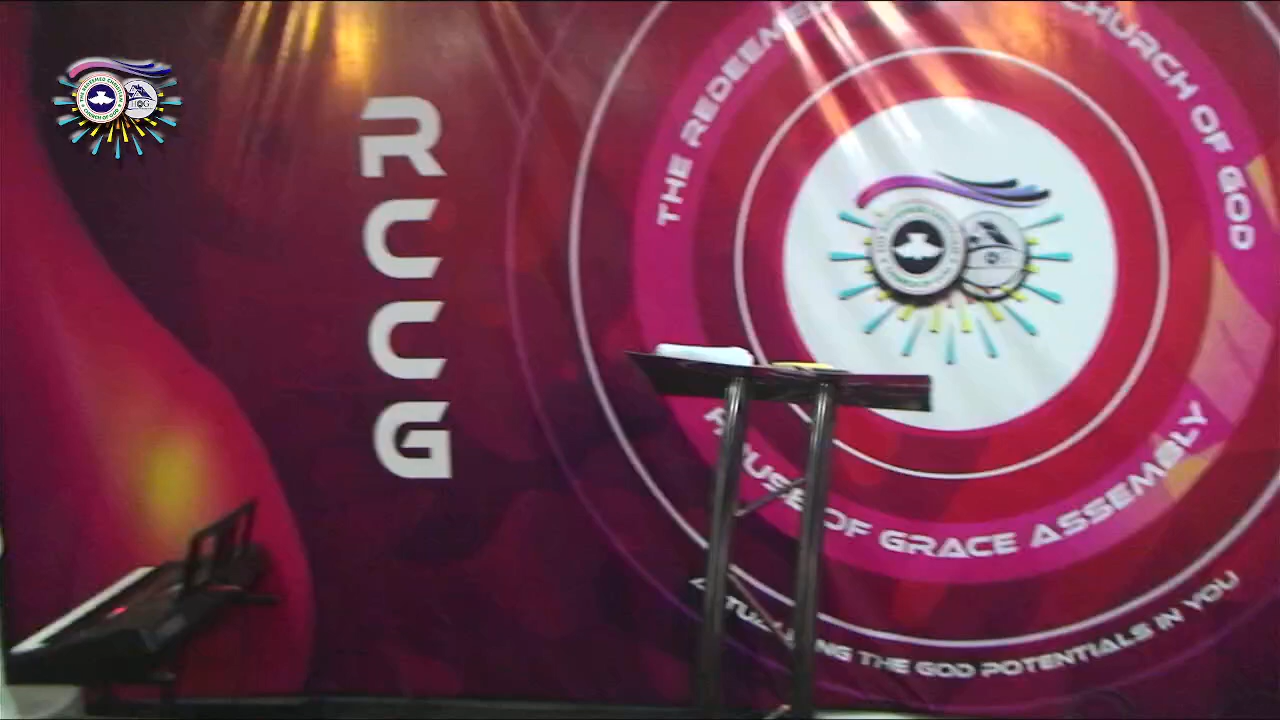 RCCG
THE REDEEMED
CHURCH OF GOD
OF GRACE ASSEMBLY
THE GOD POTENTIALS IN YOU